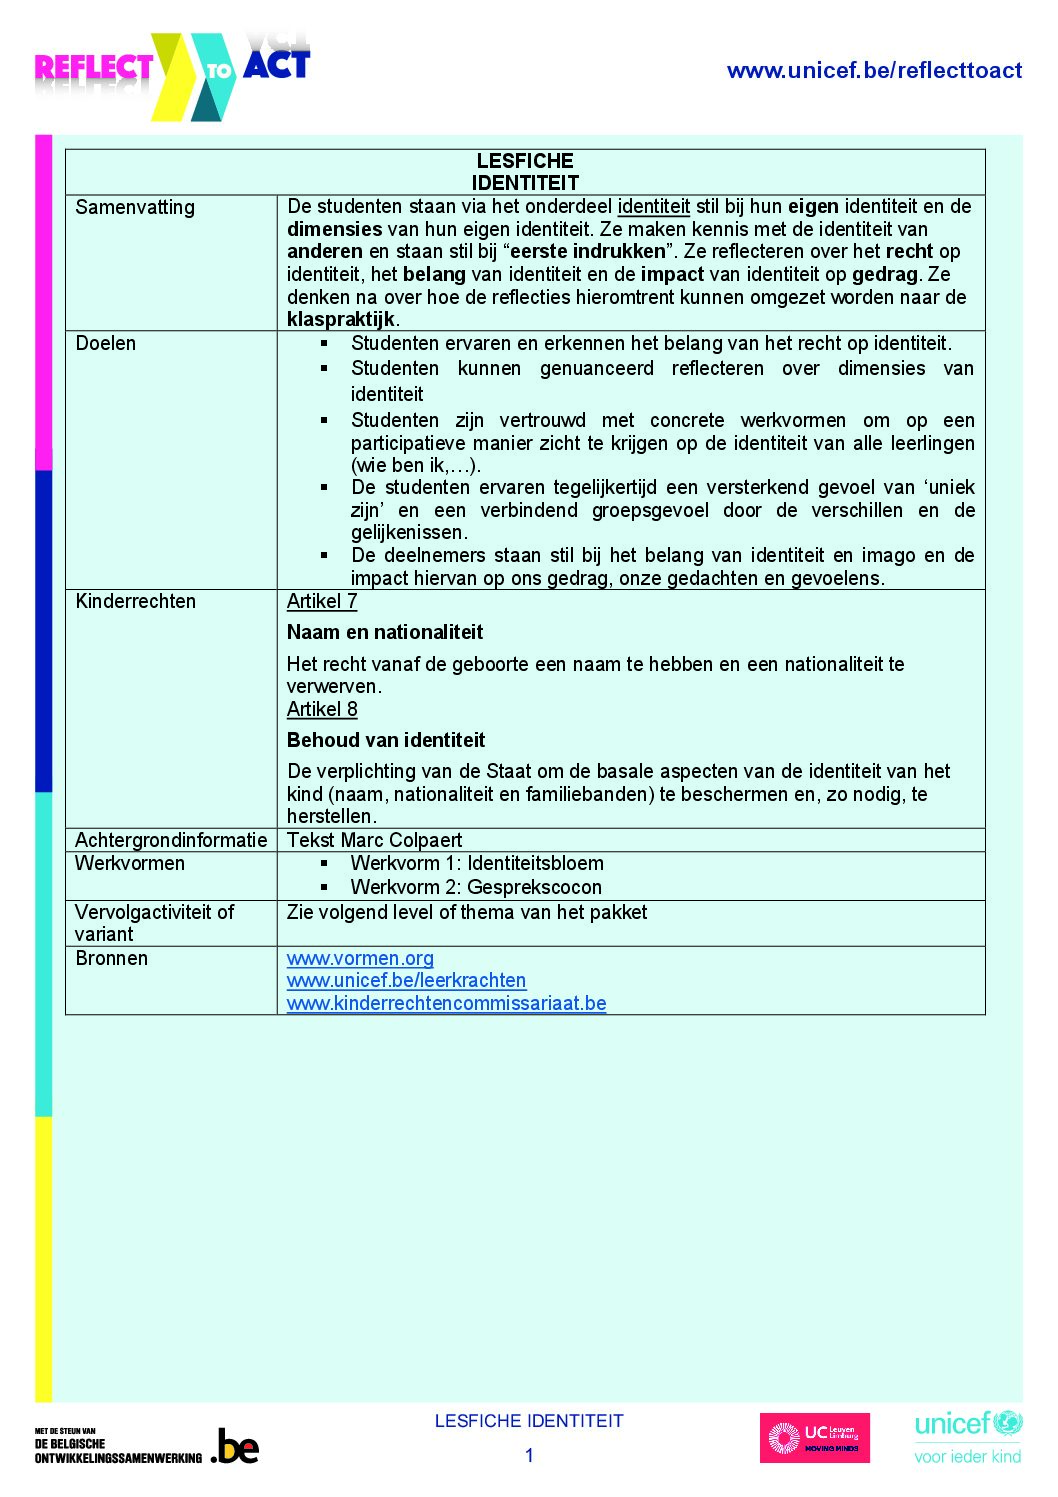 REFLECT TO ACT
www.unicef.be/reflecttoact
LESFICHE
IDENTITEIT
Samenvatting
De studenten staan via het onderdeel identiteit stil bij hun eigen identiteit en de
dimensies van hun eigen identiteit. Ze maken kennis met de identiteit van
anderen en staan stil bij “eerste indrukken”. Ze reflecteren over het recht op
identiteit, het belang van identiteit en de impact van identiteit op gedrag. Ze
denken na over hoe de reflecties hieromtrent kunnen omgezet worden naar de
klaspraktijk.
Doelen
▪ Studenten ervaren en erkennen het belang van het recht op identiteit.
▪ Studenten kunnen genuanceerd reflecteren over dimensies van
identiteit
▪ Studenten zijn vertrouwd met concrete werkvormen om op een
participatieve manier zicht te krijgen op de identiteit van alle leerlingen
(wie ben ik,…).
▪ De studenten ervaren tegelijkertijd een versterkend gevoel van ‘uniek
zijn’ en een verbindend groepsgevoel door de verschillen en de
gelijkenissen.
▪ De deelnemers staan stil bij het belang van identiteit en imago en de
impact hiervan op ons gedrag, onze gedachten en gevoelens.
Kinderrechten
Artikel 7
Naam en nationaliteit
Het recht vanaf de geboorte een naam te hebben en een nationaliteit te
verwerven.
Artikel 8
Behoud van identiteit
De verplichting van de Staat om de basale aspecten van de identiteit van het
kind (naam, nationaliteit en familiebanden) te beschermen en, zo nodig, te
herstellen.
Achtergrondinformatie
Tekst Marc Colpaert
Werkvormen
▪ Werkvorm 1: Identiteitsbloem
▪ Werkvorm 2: Gesprekscocon
Vervolgactiviteit of
variant
Zie volgend level of thema van het pakket
Bronnen
www.vormen.org
www.unicef.be/leerkrachten
www.kinderrechtencommissariaat.be
MET DE STEUN VAN
DE BELGISCHE
ONTWIKKELINGSSAMENWERKING
.be
LESFICHE IDENTITEIT
1
UC Leuven
Limburg
MOVING MINDS
unicef
voor ieder kind